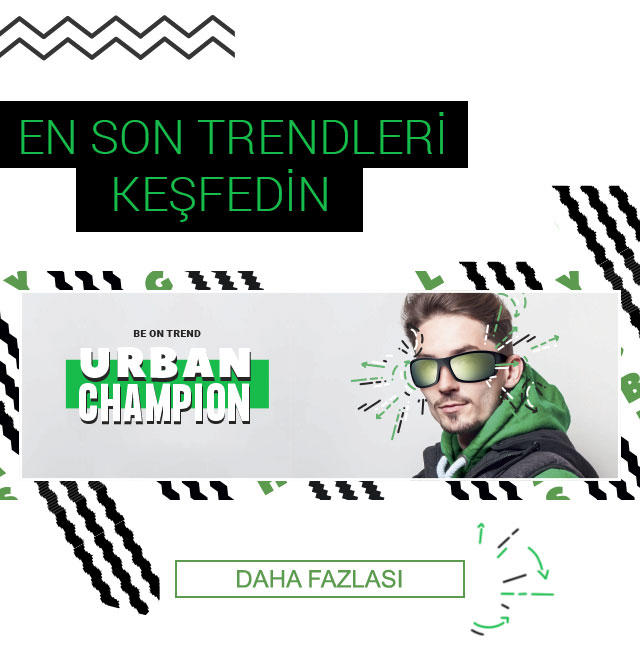 EN SON TRENDLERİ
KEŞFEDİN
BE ON TREND
URBAN
CHAMPION
DAHA FAZLASI